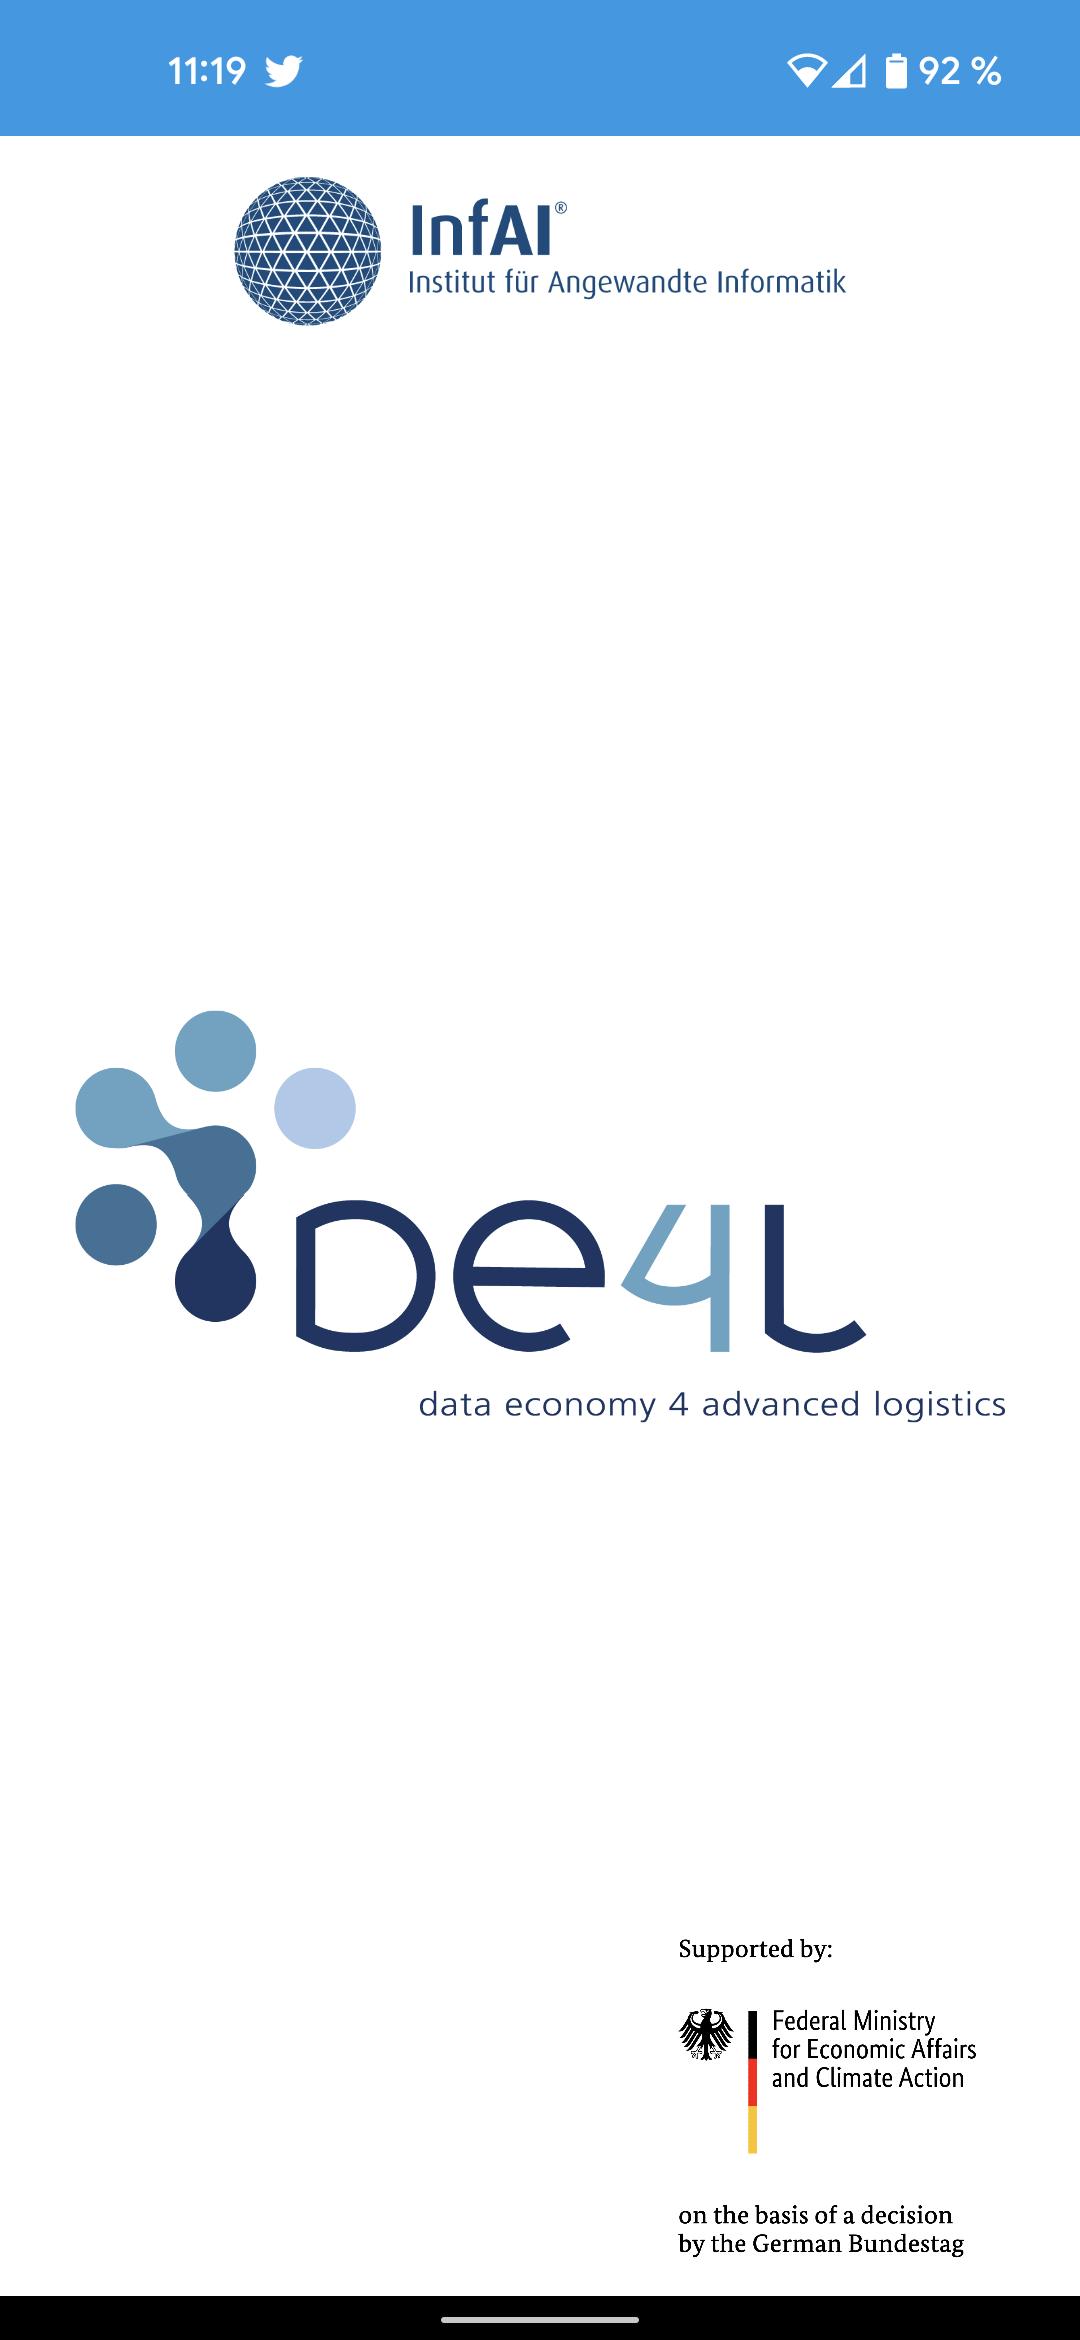 11:19
92 %
InfAI®
Institut für Angewandte Informatik
De4L
data economy 4 advanced logistics
Supported by:
Federal Ministry
for Economic Affairs
and Climate Action
on the basis of a decision
by the German Bundestag